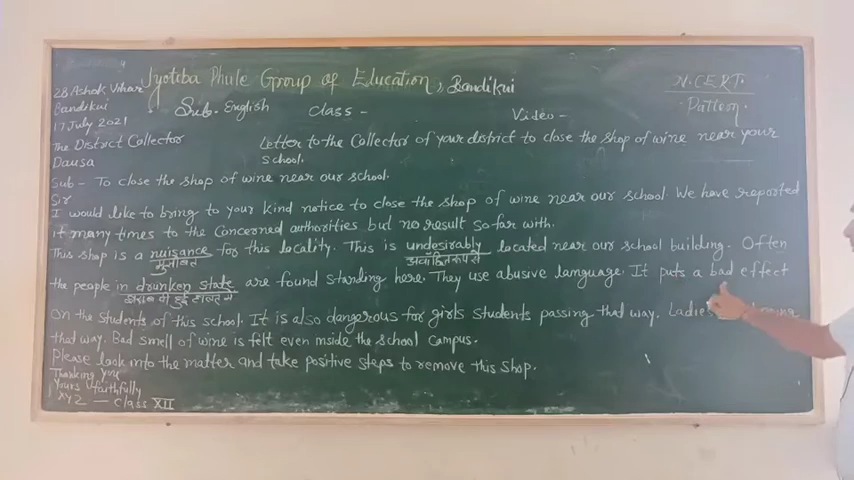 Jyotiba Phule Group of Education, Bandikui
N.C.E.R.T.
Pattern.
Sub. English Class - Video -
28 Ashok Vihar
Bandikui
17 July 2021
The District Collector
Dausa
Letter to the Collector of your district to close the shop of wine near your
school.
Sub - To close the shop of wine near our school.
Sir
I would like to bring to your kind notice to close the shop of wine near our school. We have reported
it many times to the concerned authorities but no result so far with.
This shop is a nuisance for this locality. This is undesirably located near our school building. Often
मुसीबत अवांछित रूप से
the people in drunken state are found standing here. They use abusive language. It puts a bad effect
शराब पी हुई हालत में
on the students of this school. It is also dangerous for girls students passing that way. Ladies
that way. Bad smell of wine is felt even inside the school campus.
Please look into the matter and take positive steps to remove this shop.
Thanking you
Yours faithfully
XYZ - Class XII